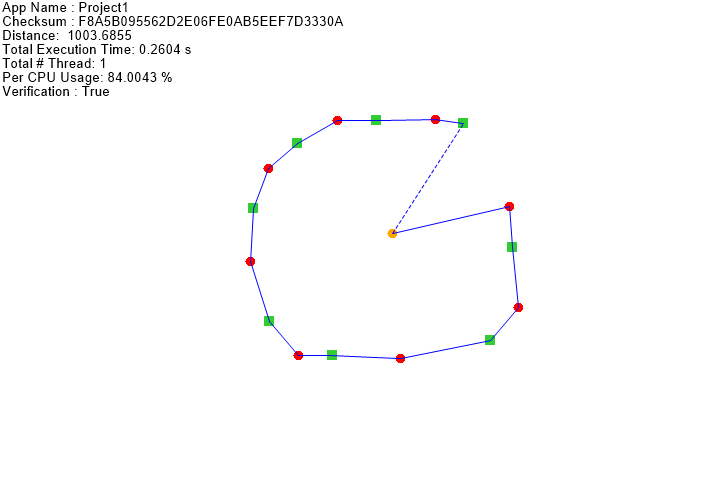 App Name : Project1
Checksum : F8A5B095562D2E06FE0AB5EEF7D3330A
Distance:  1003.6855
Total Execution Time: 0.2604 s
Total # Thread: 1
Per CPU Usage: 84.0043 %
Verification : True